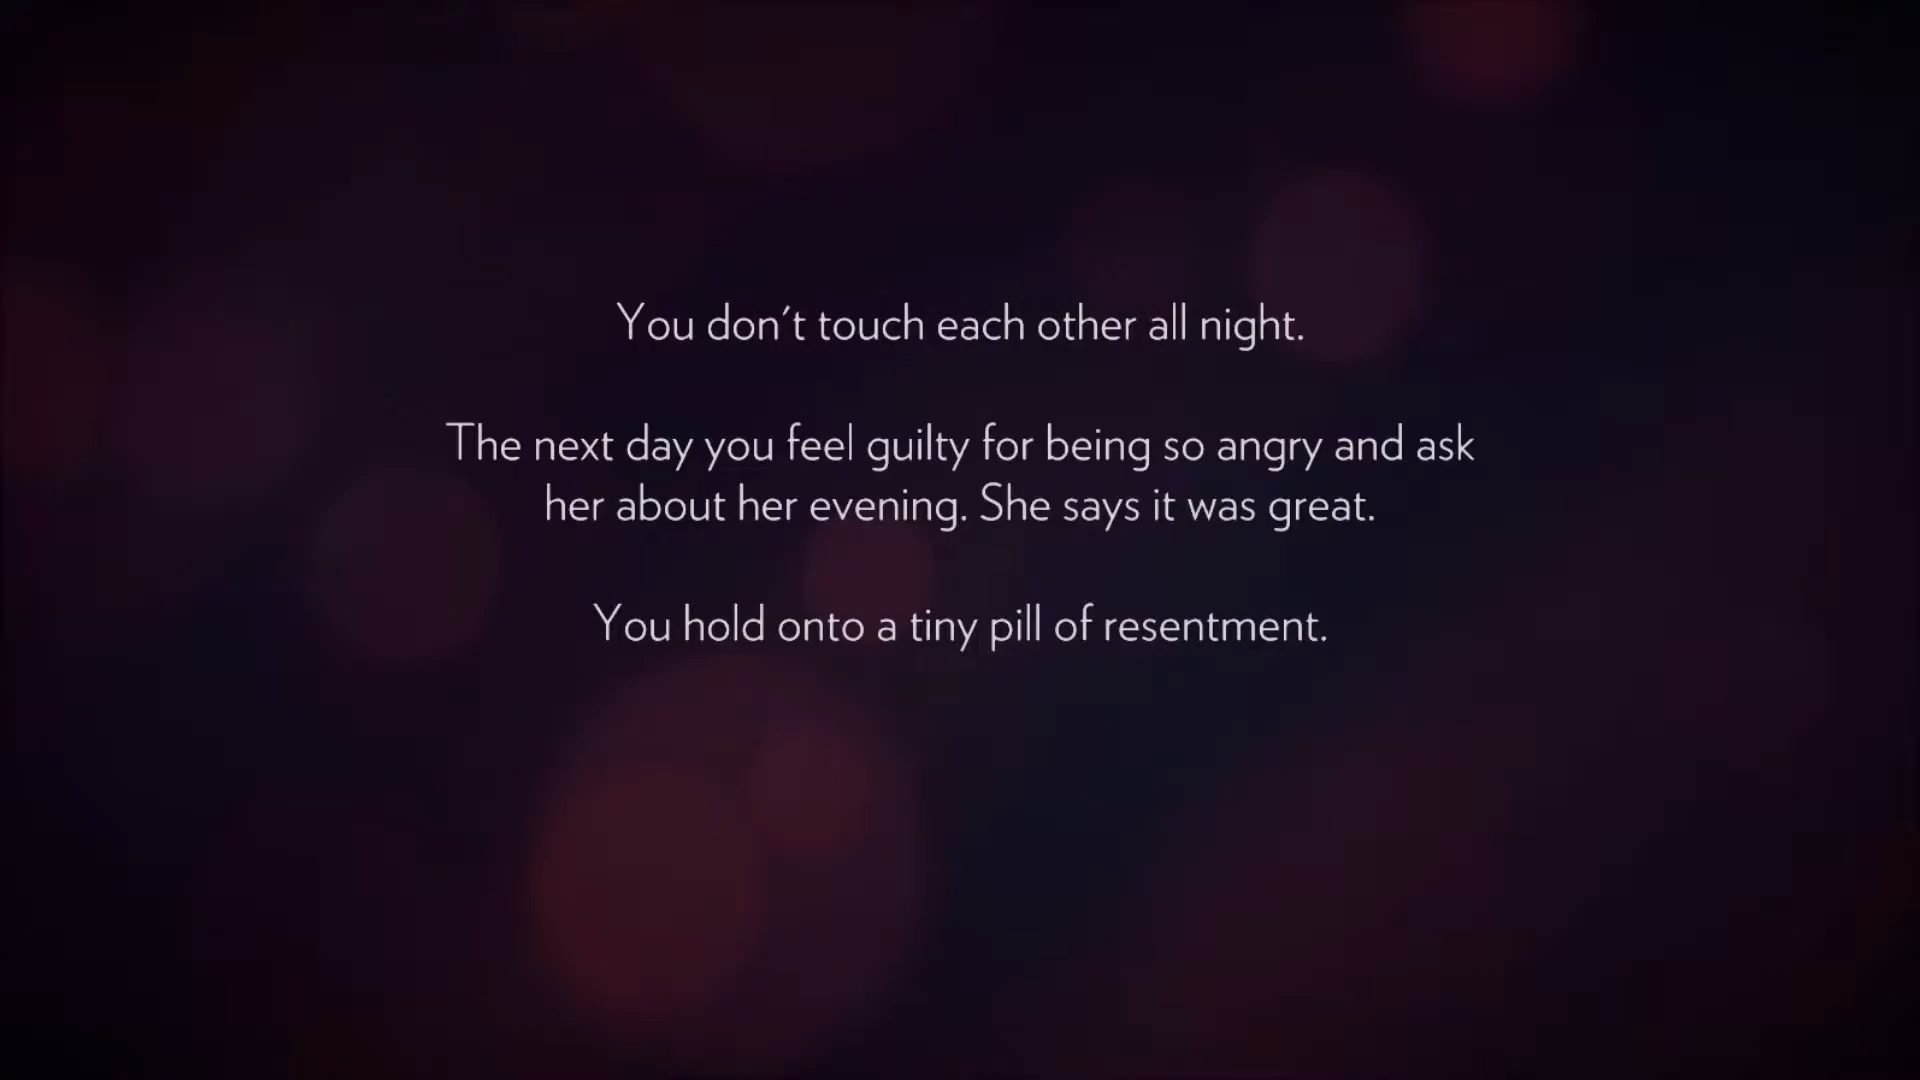 You don't touch each other all night.
The next day you feel guilty for being so angry and ask
her about her evening. She says it was great.
You hold onto a tiny pill of resentment.